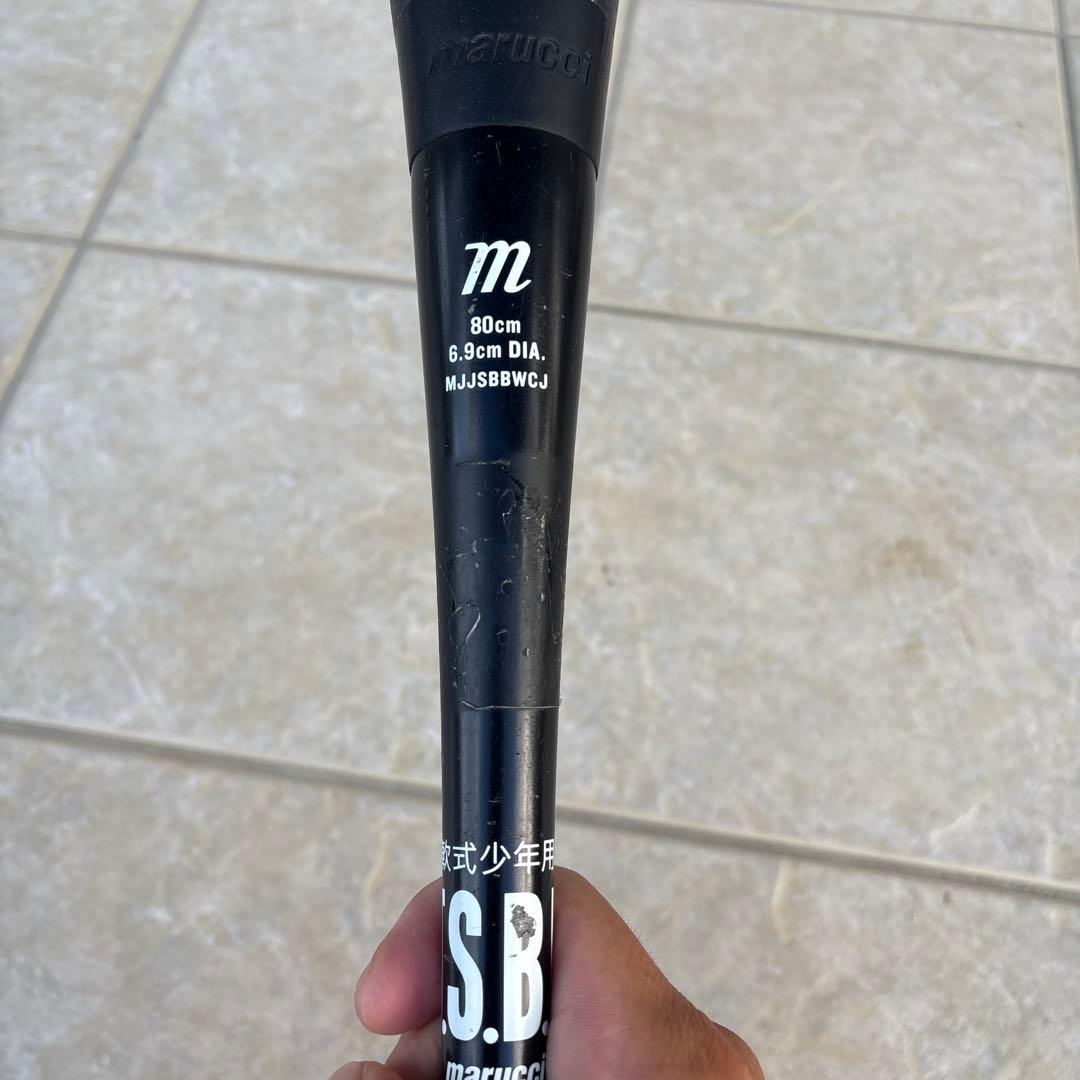 marucci
m
80cm
6.9cm DIA.
MJJSBBWCJ
軟式少年用
.S.B.
marucci